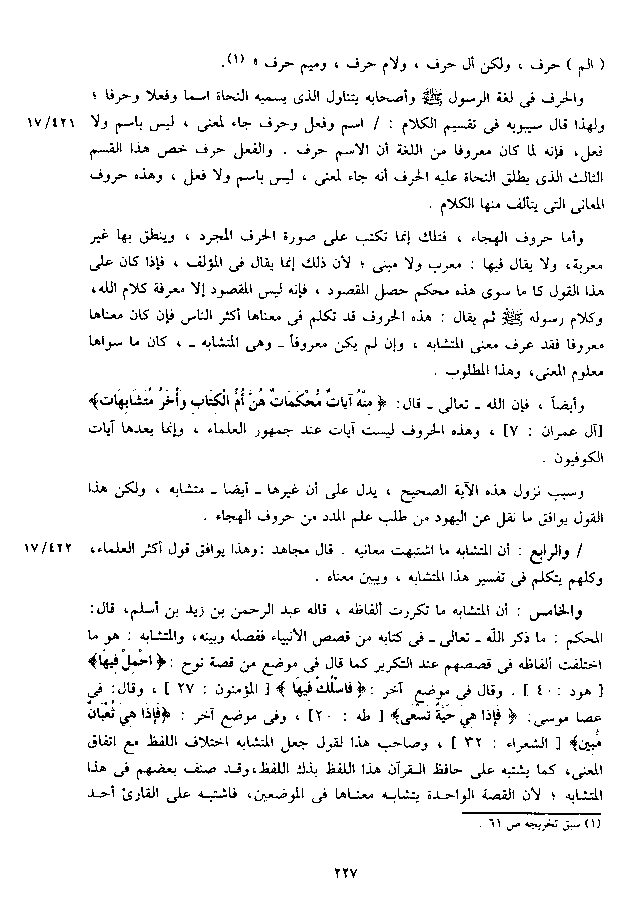 ( الم ) حرف ، ولكن أل حرف ، ولام حرف ، وميم حرف » (١).
والحرف فى لغة الرسول ﷺ وأصحابه يتناول الذى يسميه النحاة اسما وفعلا وحرفا ؛
ولهذا قال سيبويه فى تقسيم الكلام : / اسم وفعل وحرف جاء لمعنى ، ليس باسم ولا ١٧/٤٢١
فعل، فإنه لما كان معروفا من اللغة أن الاسم حرف . والفعل حرف خص هذا القسم
الثالث الذى يطلق النحاة عليه الحرف أنه جاء لمعنى ، ليس باسم ولا فعل ، وهذه حروف
المعانى التى يتألف منها الكلام .
وأما حروف الهجاء ، فتلك إنما تكتب على صورة الحرف المجرد ، وينطق بها غير
معربة، ولا يقال فيها : معرب ولا مبنى ؛ لأن ذلك إنما يقال فى المؤلف ، فإذا كان على
هذا القول كل ما سوى هذه محكم حصل المقصود ، فإنه ليس المقصود إلا معرفة كلام الله،
وكلام رسوله ﷺ ثم يقال : هذه الحروف قد تكلم فى معناها أكثر الناس فإن كان معناها
معروفا فقد عرف معنى المتشابه ، وإن لم يكن معروفاً ـ وهى المتشابه ـ ، كان ما سواها
معلوم المعنى، وهذا المطلوب .
وأيضاً ، فإن الله ـ تعالى ـ قال: ﴿ مِنْهُ آيَاتٌ مُّحْكَمَاتٌ هُنَّ أُمُّ الْكِتَابِ وَأُخَرُ مُتَشَابِهَاتٌ﴾
[آل عمران : ٧] ، وهذه الحروف ليست آيات عند جمهور العلماء ، وإنما يعدها آيات
الكوفيون .
وسبب نزول هذه الآية الصحيح ، يدل على أن غيرها ـ أيضا ـ متشابه ، ولكن هذا
القول يوافق ما نقل عن اليهود من طلب علم المدد من حروف الهجاء .
/ والرابع : أن المتشابه ما اشتبهت معانيه . قال مجاهد :وهذا يوافق قول أكثر العلماء، ١٧/٤٢٢
وكلهم يتكلم فى تفسير هذا المتشابه ، ويبين معناه .
والخامس : أن المتشابه ما تكررت ألفاظه ، قاله عبد الرحمن بن زيد بن أسلم، قال:
المحكم : ما ذكر الله ـ تعالى ـ فى كتابه من قصص الأنبياء ففصله وبينه، والمتشابه : هو ما
اختلفت ألفاظه فى قصصهم عند التكرير كما قال فى موضع من قصة نوح :﴿ احْمِلْ فِيهَا﴾
[ هود : ٤٠ ] . وقال فى موضع آخر :﴿ فَاسْلُكْ فِيهَا ﴾ [ المؤمنون : ٢٧ ] ، وقال: فى
عصا موسى: ﴿ فَإِذَا هِيَ حَيَّةٌ تَسْعَىٰ﴾ [ طه : ٢٠] ، وفى موضع آخر : ﴿فَإِذَا هِيَ ثُعْبَانٌ
مُّبِينٌ﴾ [ الشعراء : ٣٢ ] ، وصاحب هذا القول جعل المتشابه اختلاف اللفظ مع اتفاق
المعنى، كما يشتبه على حافظ القرآن هذا اللفظ بذلك اللفظ،وقد صنف بعضهم فى هذا
المتشابه ؛ لأن القصة الواحدة يتشابه معناها فى الموضعين، فاشتبه على القارئ أحد
(١) سبق تخريجه ص ٦١ .
٢٢٧